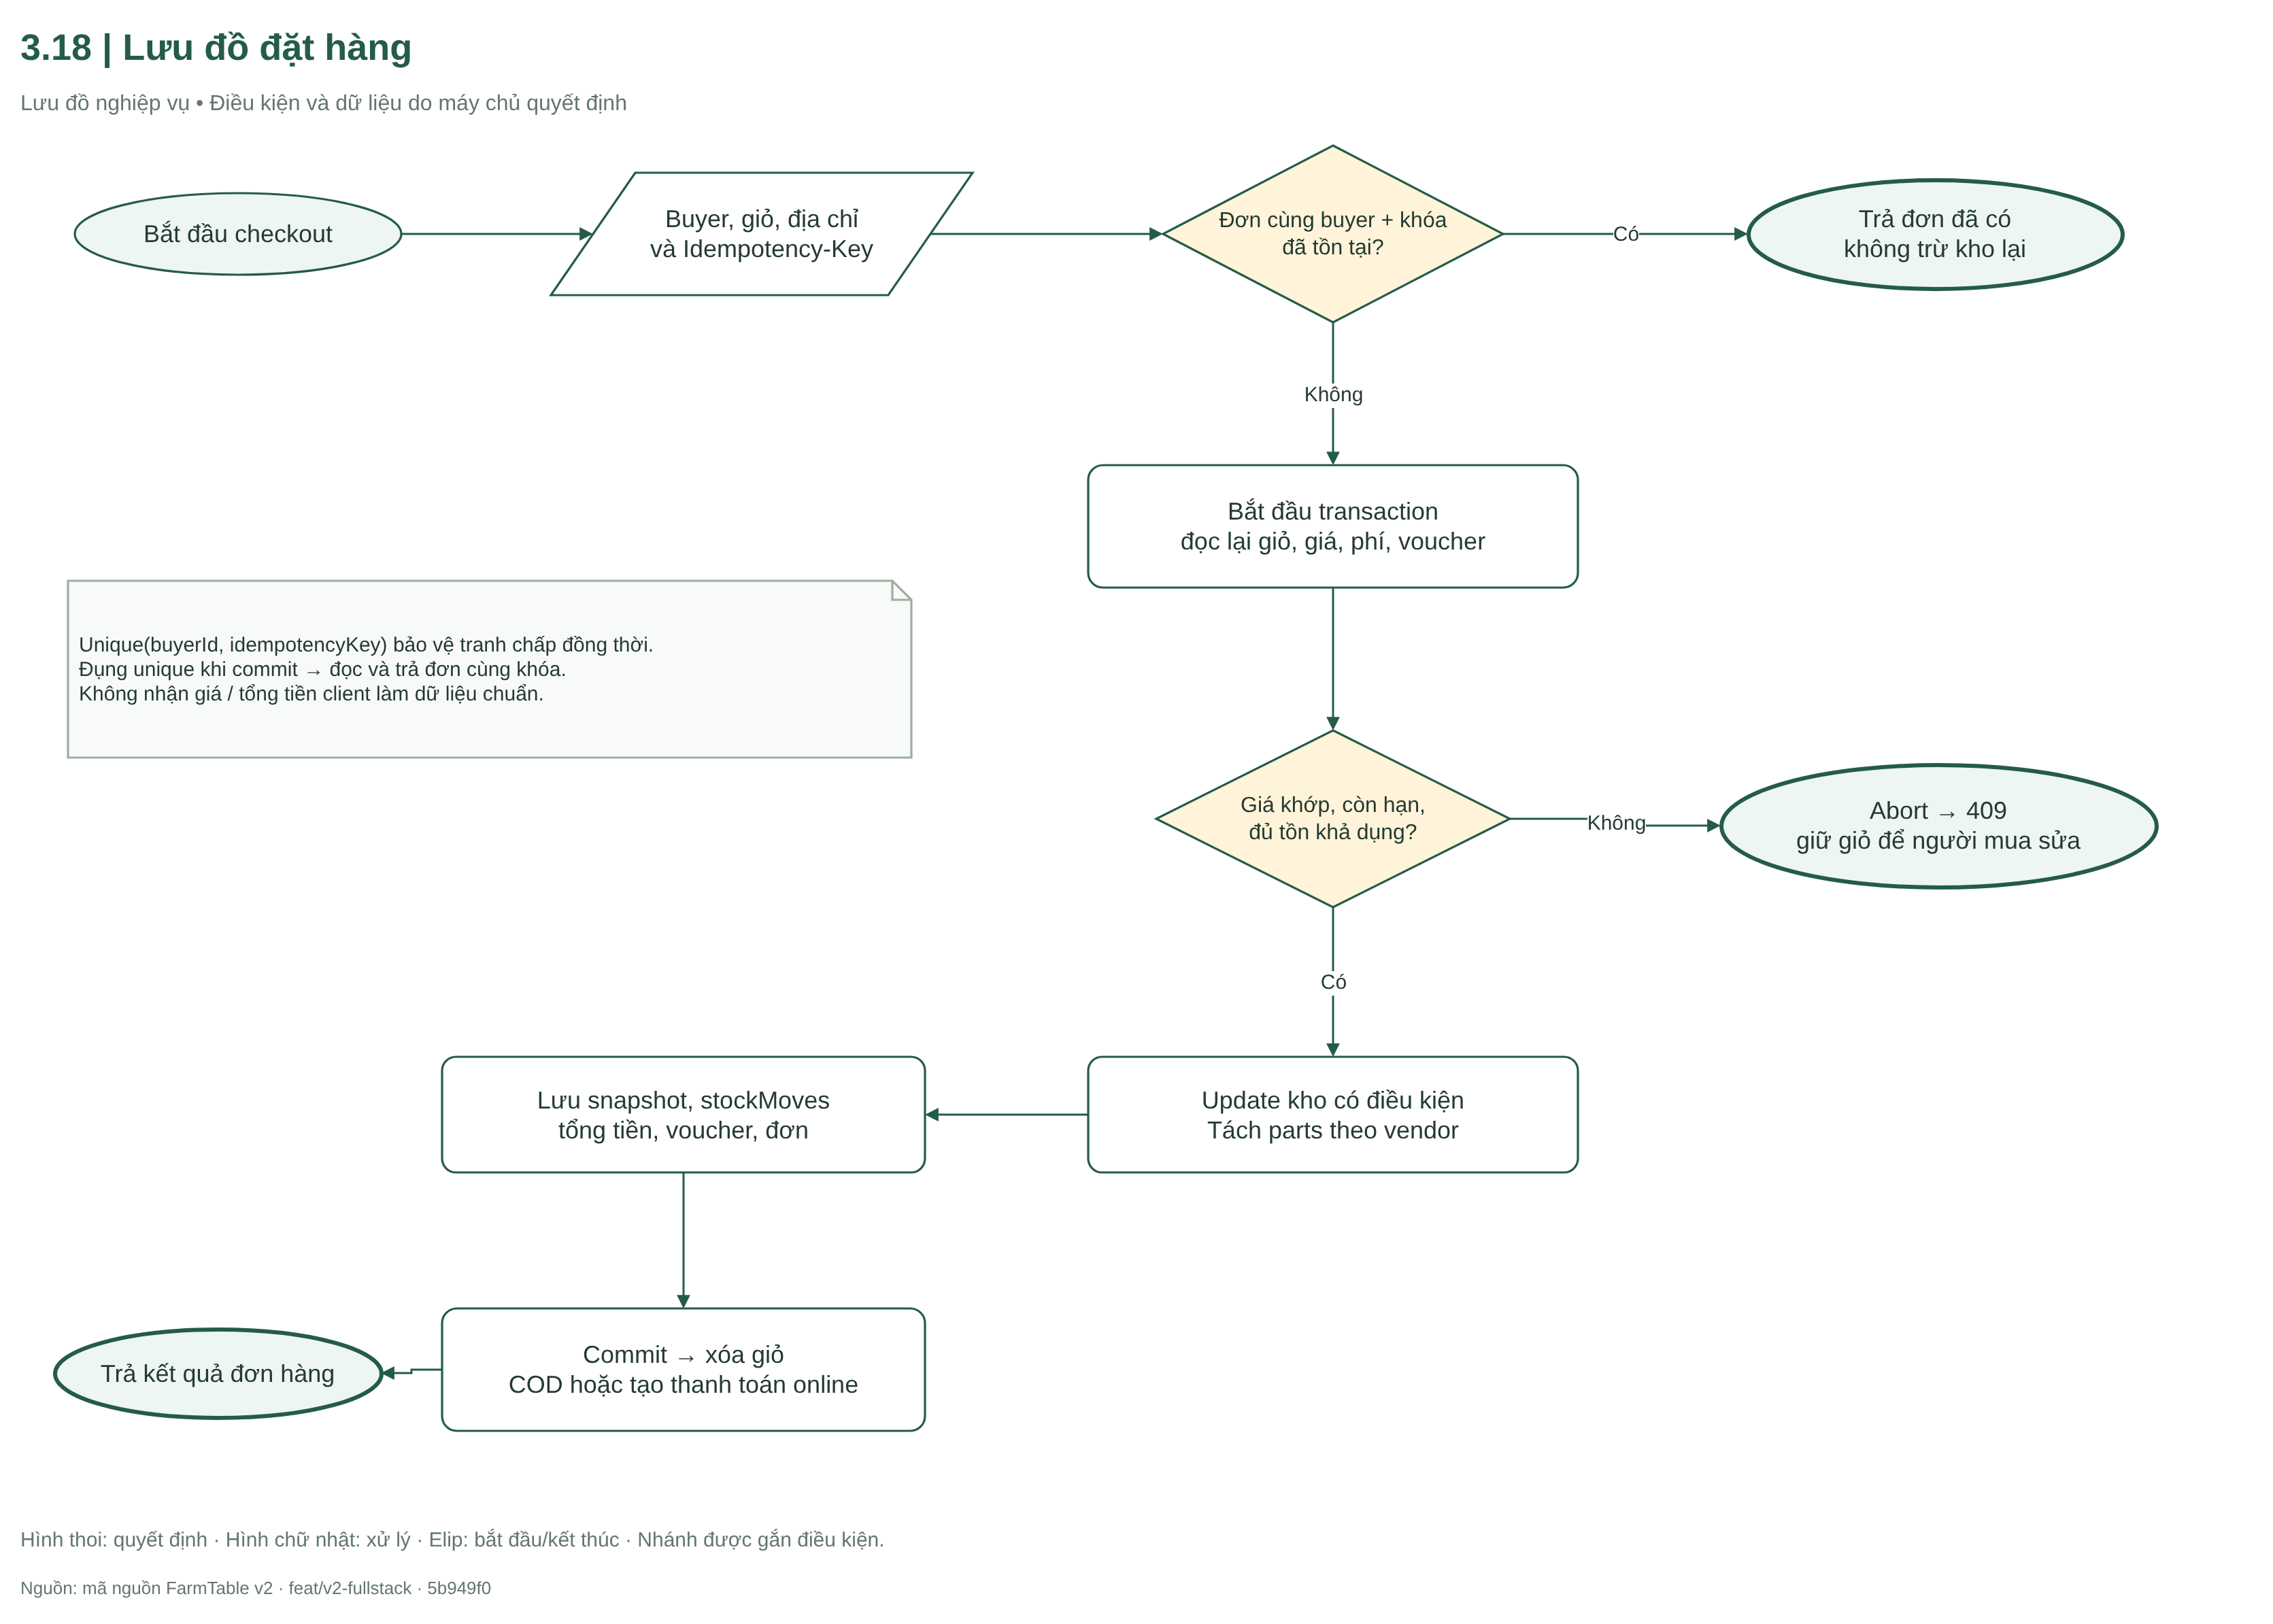 3.18 | Lưu đồ đặt hàng
Lưu đồ nghiệp vụ • Điều kiện và dữ liệu do máy chủ quyết định
Bắt đầu checkout
Buyer, giỏ, địa chỉ
và Idempotency-Key
Đơn cùng buyer + khóa
đã tồn tại?
Có
Trả đơn đã có
không trừ kho lại
Không
Bắt đầu transaction
đọc lại giỏ, giá, phí, voucher
Unique(buyerId, idempotencyKey) bảo vệ tranh chấp đồng thời.
Đụng unique khi commit → đọc và trả đơn cùng khóa.
Không nhận giá / tổng tiền client làm dữ liệu chuẩn.
Giá khớp, còn hạn,
đủ tồn khả dụng?
Không
Abort → 409
giữ giỏ để người mua sửa
Có
Update kho có điều kiện
Tách parts theo vendor
Lưu snapshot, stockMoves
tổng tiền, voucher, đơn
Commit → xóa giỏ
COD hoặc tạo thanh toán online
Trả kết quả đơn hàng
Hình thoi: quyết định · Hình chữ nhật: xử lý · Elip: bắt đầu/kết thúc · Nhánh được gắn điều kiện.
Nguồn: mã nguồn FarmTable v2 · feat/v2-fullstack · 5b949f0